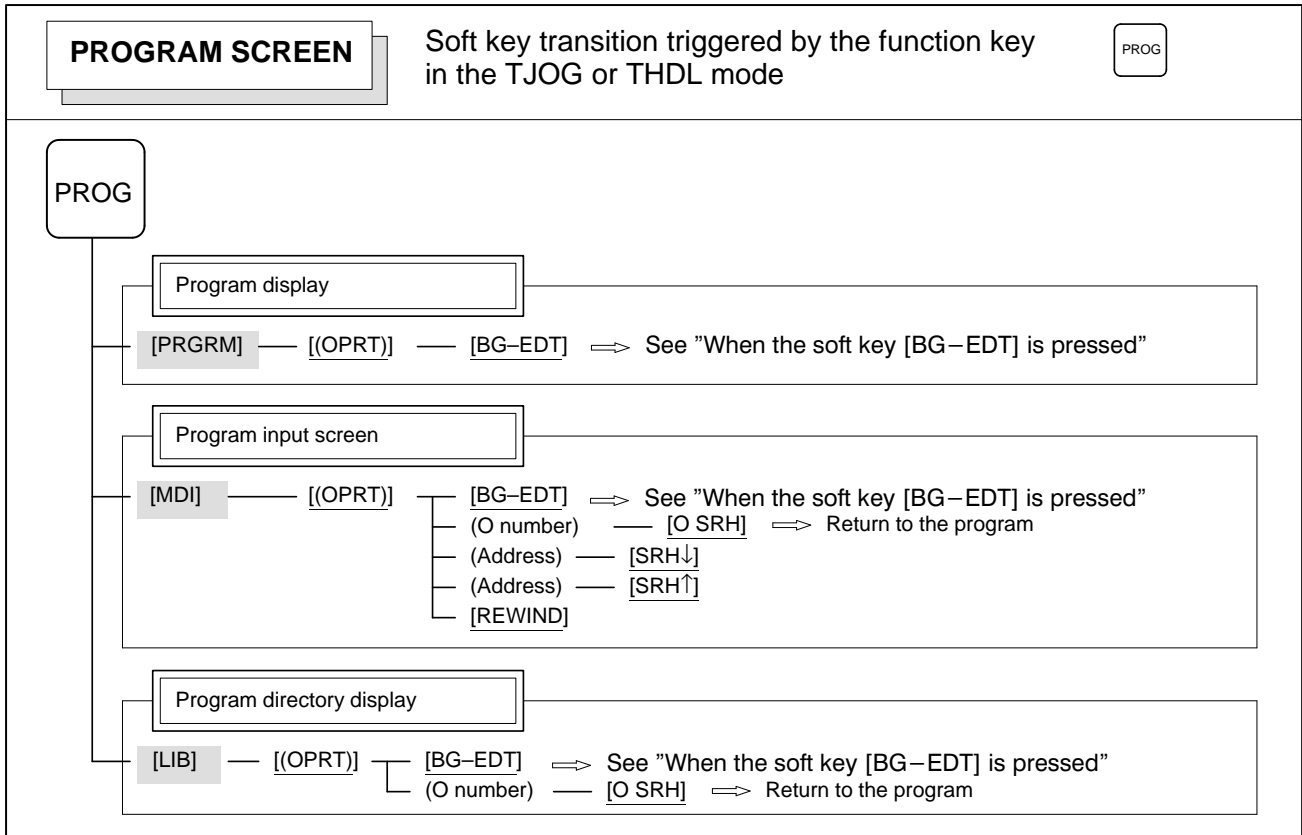 PROGRAM SCREEN
Soft key transition triggered by the function key
in the TJOG or THDL mode
PROG
PROG
Program display
[PRGRM] [(OPRT)] [BG–EDT] See ”When the soft key [BG−EDT] is pressed”
Program input screen
[MDI] [(OPRT)] [BG–EDT] See ”When the soft key [BG−EDT] is pressed”
(O number) [O SRH] Return to the program
(Address) [SRH↓]
(Address) [SRH↑]
[REWIND]
Program directory display
[LIB] [(OPRT)] [BG–EDT] See ”When the soft key [BG−EDT] is pressed”
(O number) [O SRH] Return to the program